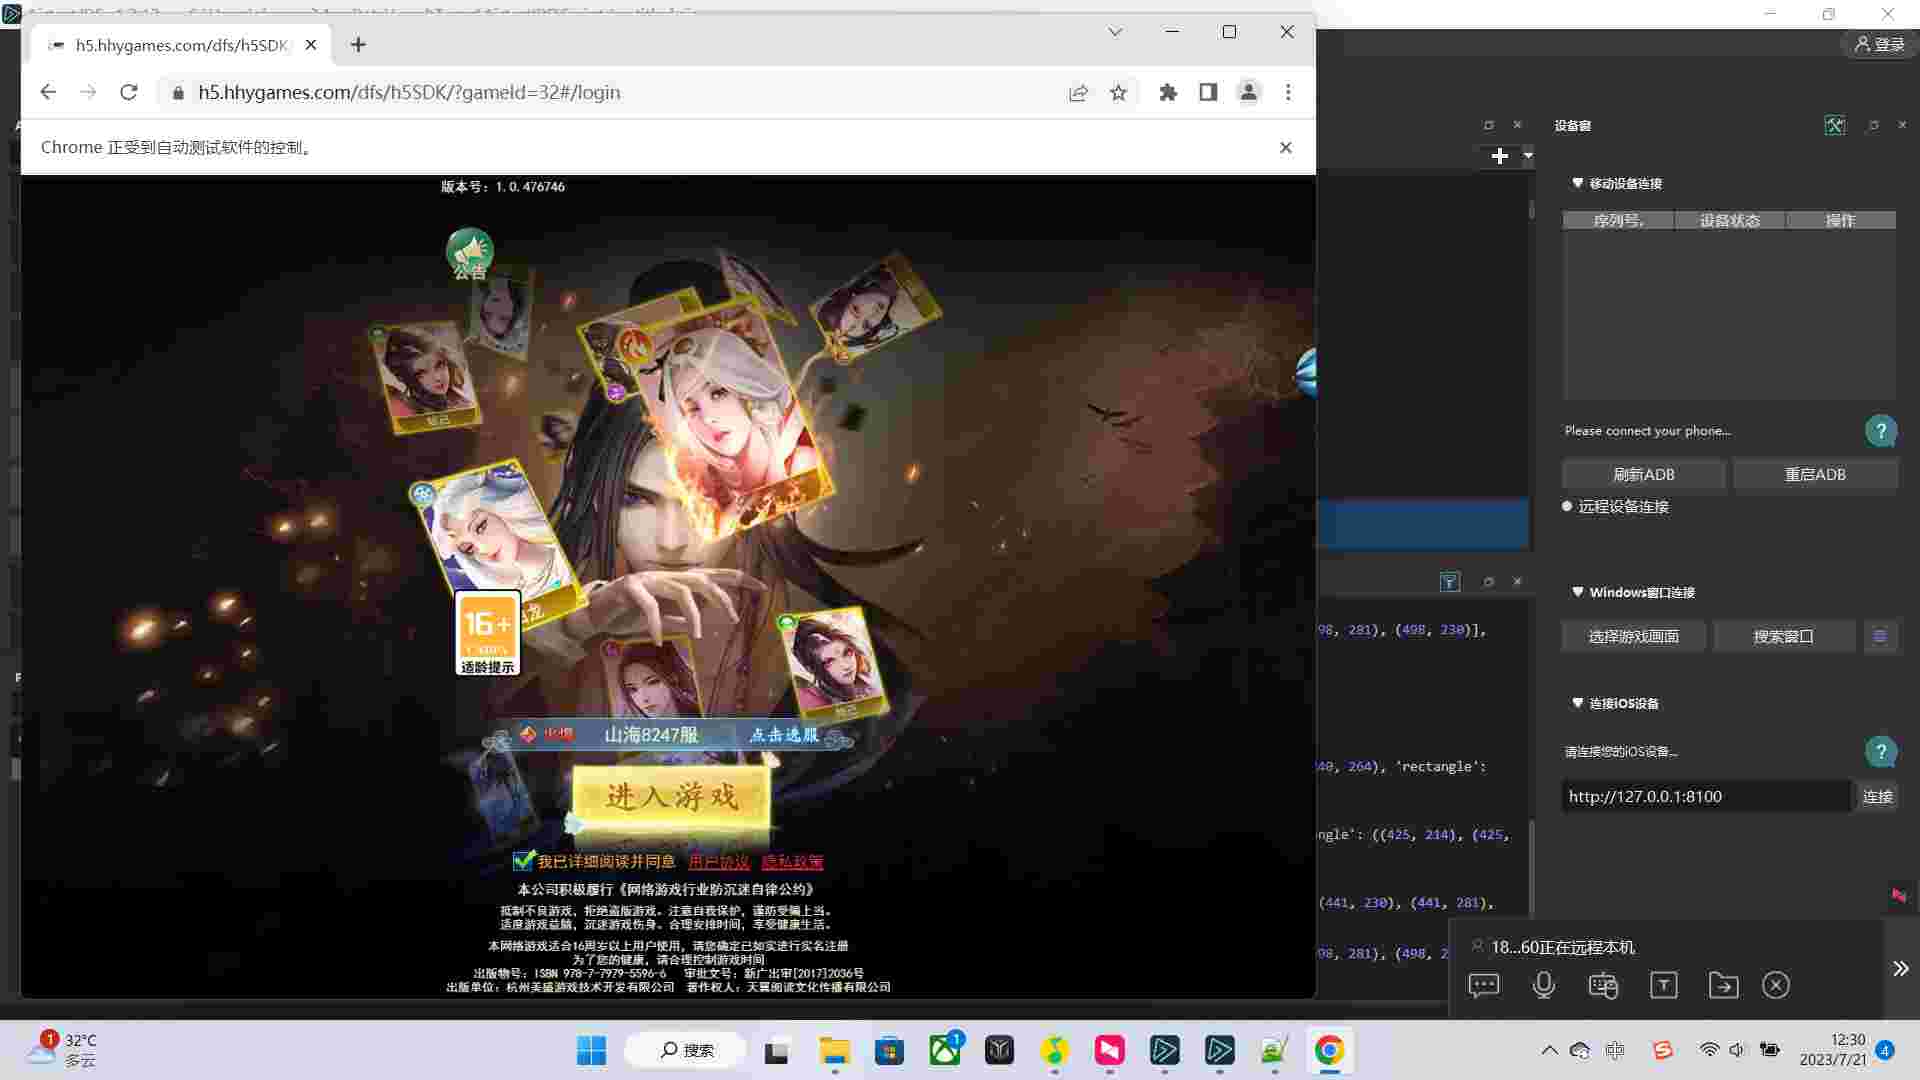 h5.hhygames.com/dfs/h5SDK
h5.hhygames.com/dfs/h5SDK/?gameId=32#/login
Chrome 正受到自动测试软件的控制。
版本号: 1.0.476746
公告
16+
CADPA
适龄提示
火爆 山海8247服 点击选服
进入游戏
我已详细阅读并同意 用户协议 隐私政策
本公司积极履行《网络游戏行业防沉迷自律公约》
抵制不良游戏, 拒绝盗版游戏。注意自我保护, 谨防受骗上当。
适度游戏益脑, 沉迷游戏伤身。合理安排时间, 享受健康生活。
本网络游戏适合16周岁以上用户使用, 请您确定已如实进行实名注册
为了您的健康, 请合理控制游戏时间
出版物号: ISBN 978-7-7979-5596-6 审批文号: 新广出审[2017]2036号
出版单位: 杭州美盛游戏技术开发有限公司 著作权人: 天翼阅读文化传播有限公司
登录
设备窗
移动设备连接
序列号. 设备状态 操作
Please connect your phone...
刷新ADB 重启ADB
远程设备连接
Windows窗口连接
选择游戏画面 搜索窗口
连接iOS设备
请连接您的iOS设备...
http://127.0.0.1:8100 连接
98, 281), (498, 230)],
40, 264), 'rectangle':
ngle': ((425, 214), (425,
(441, 230), (441, 281),
98, 281), (498, 2
18...60正在远程本机
1
32°C
多云
搜索
1
中
12:30
2023/7/21
4